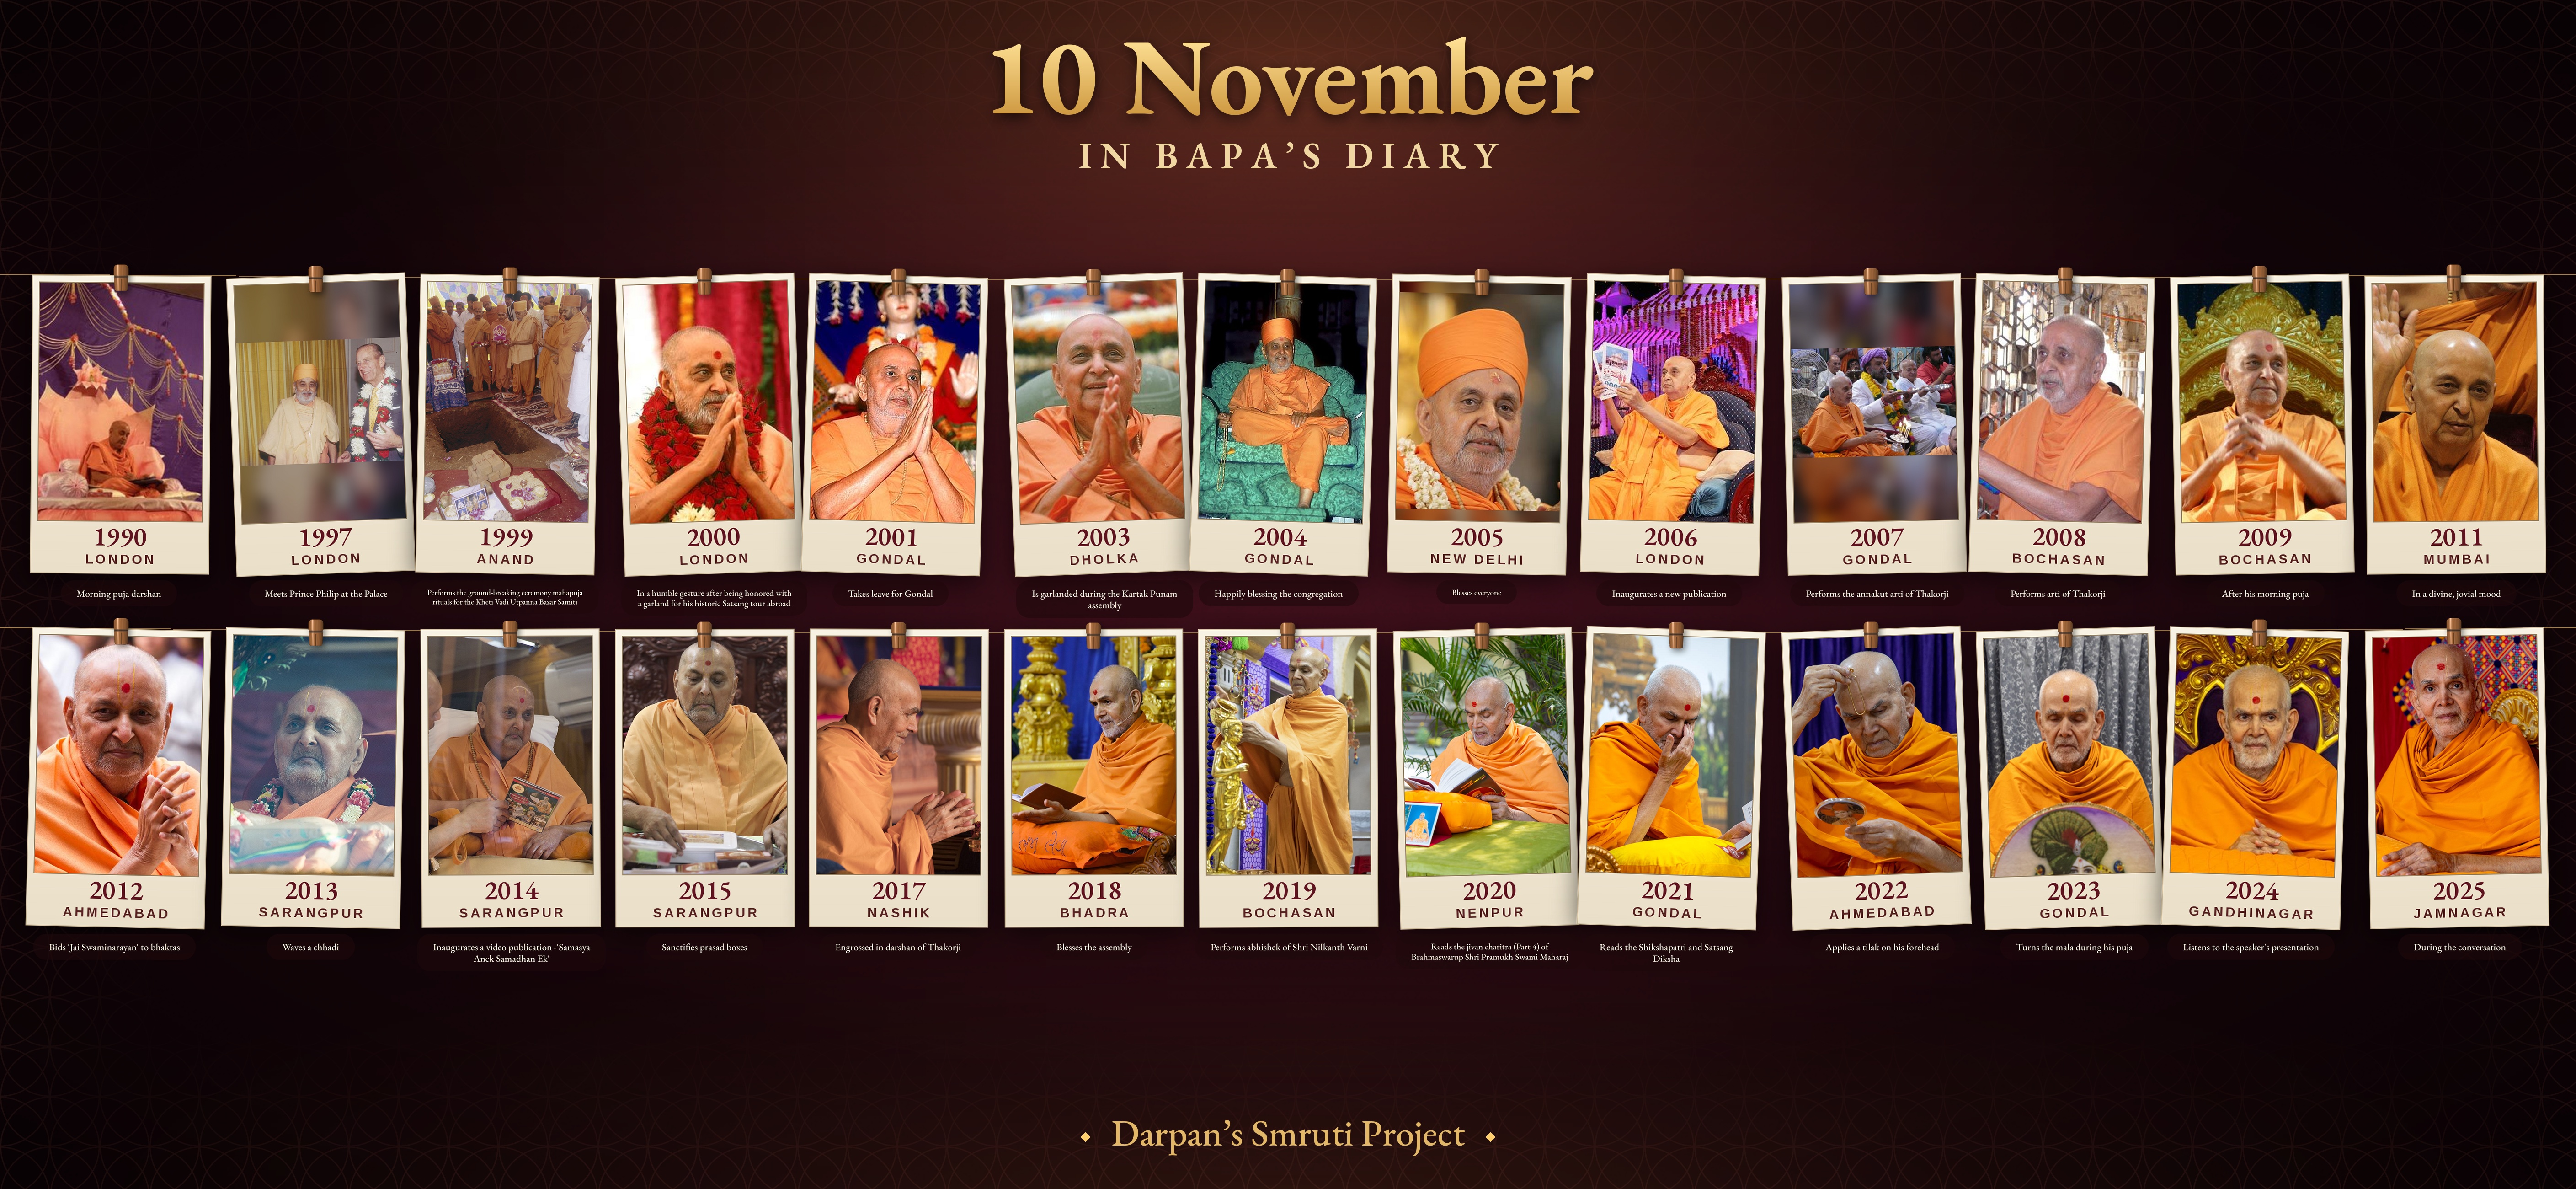 10 November
IN BAPA’S DIARY
1990
LONDON
Morning puja darshan
1997
LONDON
Meets Prince Philip at the Palace
1999
ANAND
Performs the ground-breaking ceremony mahapuja
rituals for the Kheti Vadi Utpanna Bazar Samiti
2000
LONDON
In a humble gesture after being honored with
a garland for his historic Satsang tour abroad
2001
GONDAL
Takes leave for Gondal
2003
DHOLKA
Is garlanded during the Kartak Punam
assembly
2004
GONDAL
Happily blessing the congregation
2005
NEW DELHI
Blesses everyone
2006
LONDON
Inaugurates a new publication
2007
GONDAL
Performs the annakut arti of Thakorji
2008
BOCHASAN
Performs arti of Thakorji
2009
BOCHASAN
After his morning puja
2011
MUMBAI
In a divine, jovial mood
2012
AHMEDABAD
Bids 'Jai Swaminarayan' to bhaktas
2013
SARANGPUR
Waves a chhadi
2014
SARANGPUR
Inaugurates a video publication -'Samasya
Anek Samadhan Ek'
2015
SARANGPUR
Sanctifies prasad boxes
2017
NASHIK
Engrossed in darshan of Thakorji
2018
BHADRA
Blesses the assembly
2019
BOCHASAN
Performs abhishek of Shri Nilkanth Varni
2020
NENPUR
Reads the jivan charitra (Part 4) of
Brahmaswarup Shri Pramukh Swami Maharaj
2021
GONDAL
Reads the Shikshapatri and Satsang
Diksha
2022
AHMEDABAD
Applies a tilak on his forehead
2023
GONDAL
Turns the mala during his puja
2024
GANDHINAGAR
Listens to the speaker's presentation
2025
JAMNAGAR
During the conversation
Darpan’s Smruti Project